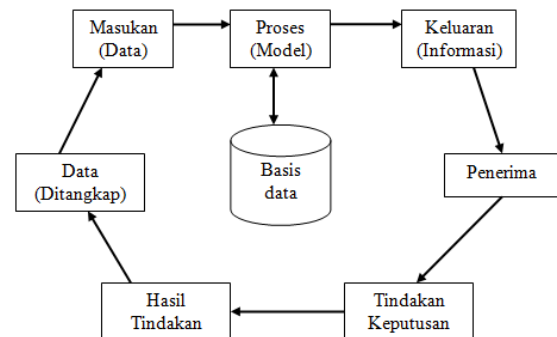 Masukan
(Data)
Proses
(Model)
Keluaran
(Informasi)
Data
(Ditangkap)
Basis
data
Penerima
Hasil
Tindakan
Tindakan
Keputusan